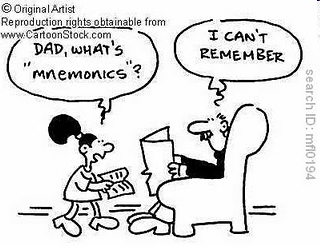 © Original Artist
Reproduction rights obtainable from
www.CartoonStock.com
DAD, WHAT'S
"MNEMONICS"?
I CAN'T
REMEMBER
search ID: mfl0194